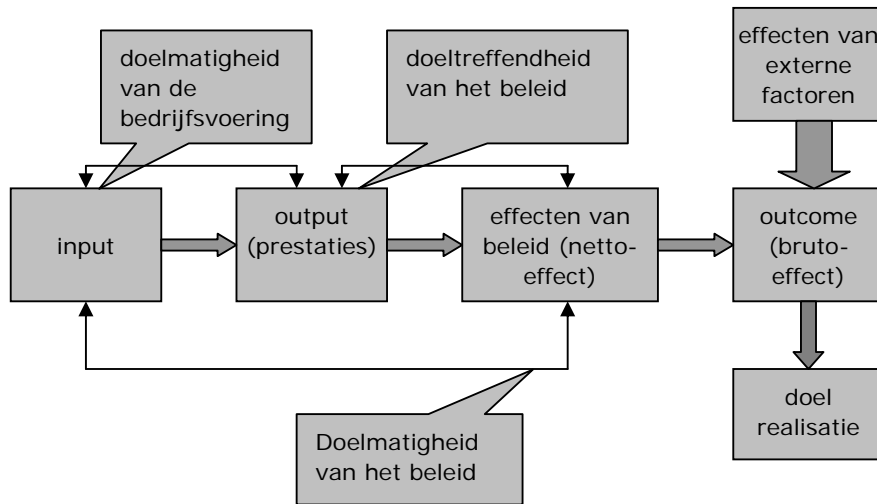 doelmatigheid
van de
bedrijfsvoering
doeltreffendheid
van het beleid
effecten van
externe
factoren
input
output
(prestaties)
effecten van
beleid (netto-
effect)
outcome
(bruto-
effect)
Doelmatigheid
van het beleid
doel
realisatie